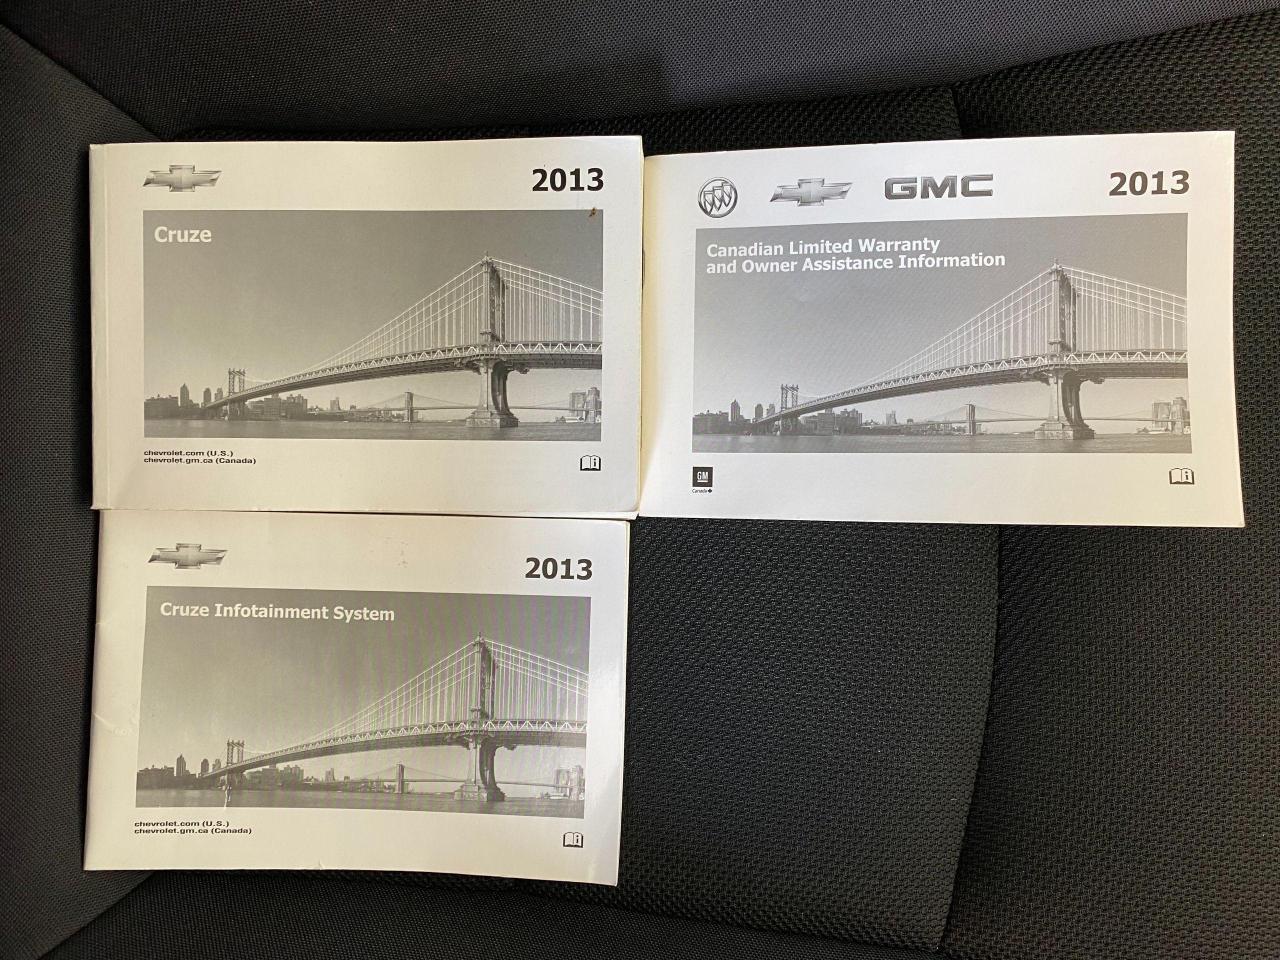 2013
Cruze
chevrolet.com (U.S.)
chevrolet.gm.ca (Canada)
GMC
2013
Canadian Limited Warranty
and Owner Assistance Information
GM
Canada
2013
Cruze Infotainment System
chevrolet.com (U.S.)
chevrolet.gm.ca (Canada)